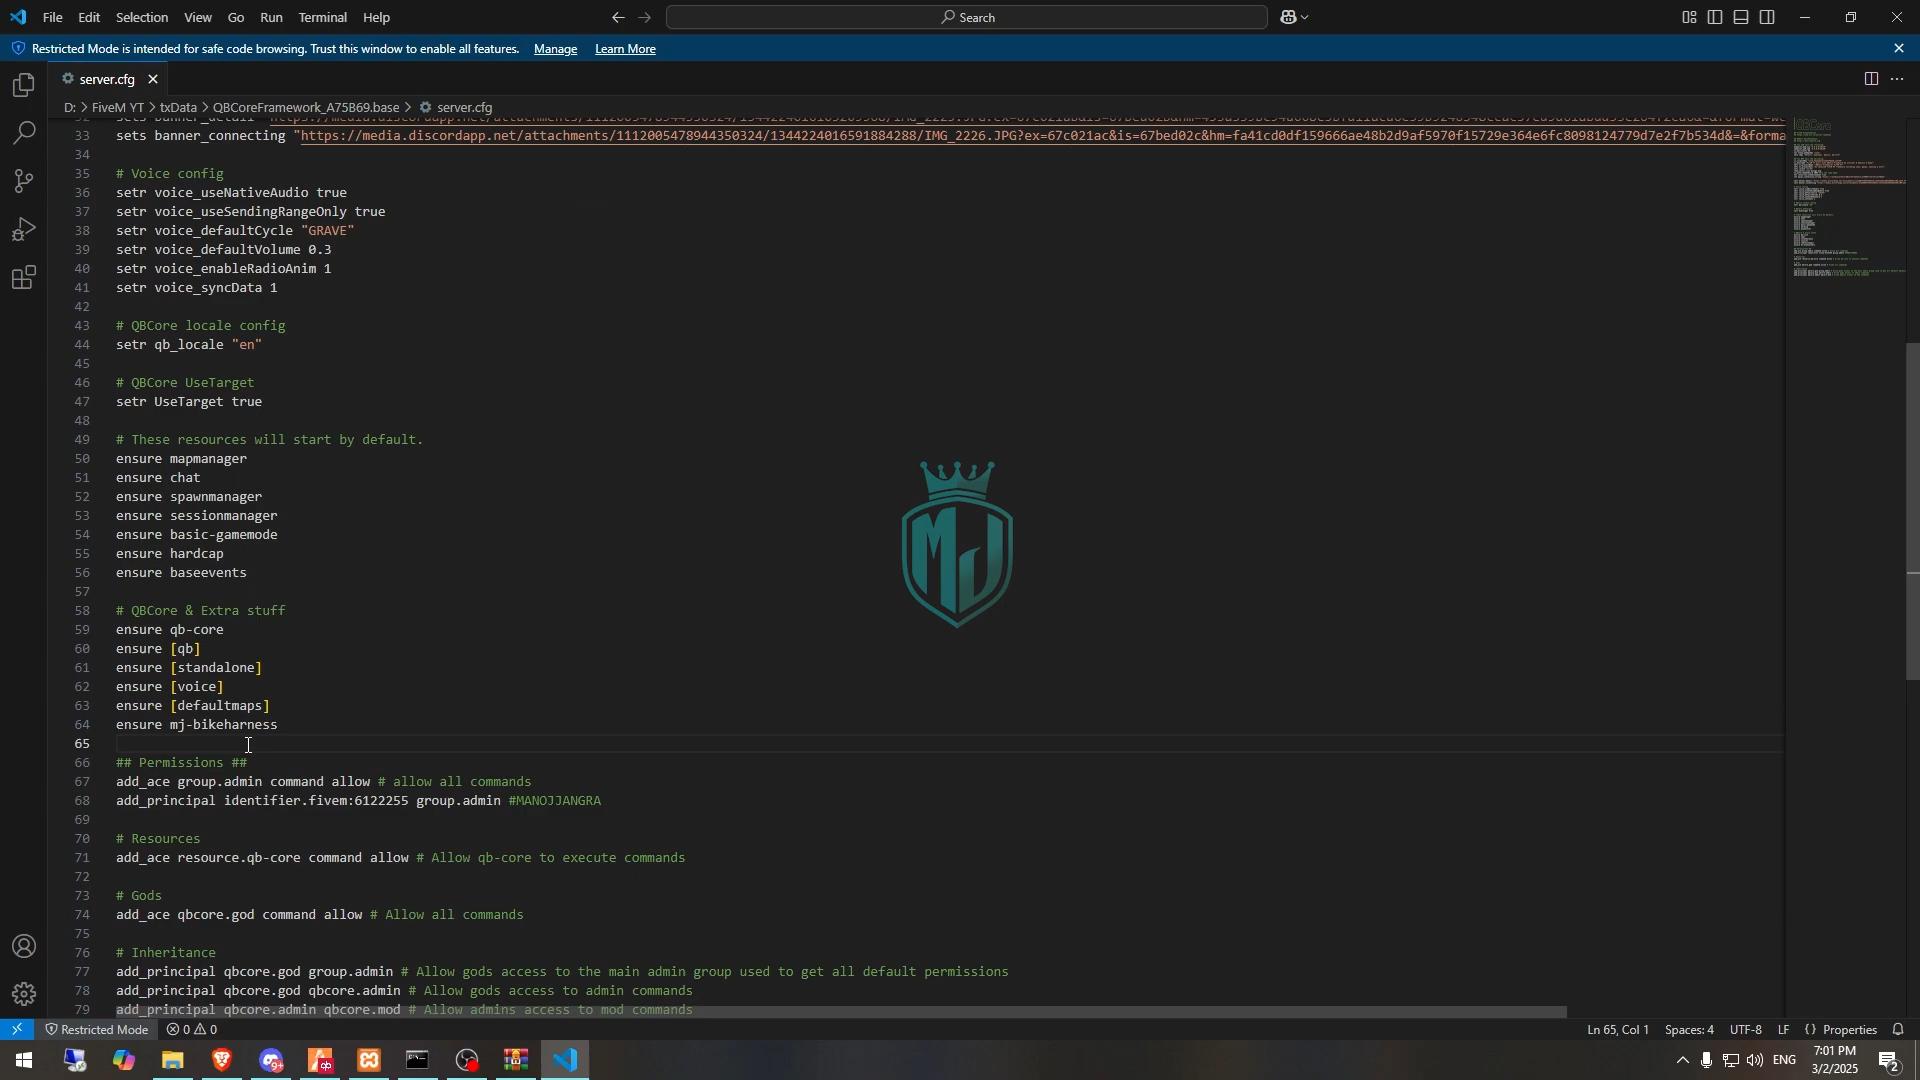 File Edit Selection View Go Run Terminal Help
Search
Restricted Mode is intended for safe code browsing. Trust this window to enable all features. Manage Learn More
server.cfg
D: > FiveM YT > txData > QBCoreFramework_A75B69.base > server.cfg
33 sets banner_connecting "https://media.discordapp.net/attachments/1112005478944350324/1344224016591884288/IMG_2226.JPG?ex=67c021ac&is=67bed02c&hm=fa41cd0df159666ae48b2d9af5970f15729e364e6fc8098124779d7e2f7b534d&=&forma
34
35 # Voice config
36 setr voice_useNativeAudio true
37 setr voice_useSendingRangeOnly true
38 setr voice_defaultCycle "GRAVE"
39 setr voice_defaultVolume 0.3
40 setr voice_enableRadioAnim 1
41 setr voice_syncData 1
42
43 # QBCore locale config
44 setr qb_locale "en"
45
46 # QBCore UseTarget
47 setr UseTarget true
48
49 # These resources will start by default.
50 ensure mapmanager
51 ensure chat
52 ensure spawnmanager
53 ensure sessionmanager
54 ensure basic-gamemode
55 ensure hardcap
56 ensure baseevents
57
58 # QBCore & Extra stuff
59 ensure qb-core
60 ensure [qb]
61 ensure [standalone]
62 ensure [voice]
63 ensure [defaultmaps]
64 ensure mj-bikeharness
65
66 ## Permissions ##
67 add_ace group.admin command allow # allow all commands
68 add_principal identifier.fivem:6122255 group.admin #MANOJJANGRA
69
70 # Resources
71 add_ace resource.qb-core command allow # Allow qb-core to execute commands
72
73 # Gods
74 add_ace qbcore.god command allow # Allow all commands
75
76 # Inheritance
77 add_principal qbcore.god group.admin # Allow gods access to the main admin group used to get all default permissions
78 add_principal qbcore.god qbcore.admin # Allow gods access to admin commands
79 add_principal qbcore.admin qbcore.mod # Allow admins access to mod commands
MJ
Restricted Mode 0 0 Ln 65, Col 1 Spaces: 4 UTF-8 LF {} Properties
9+ qb ENG 7:01 PM 2
3/2/2025